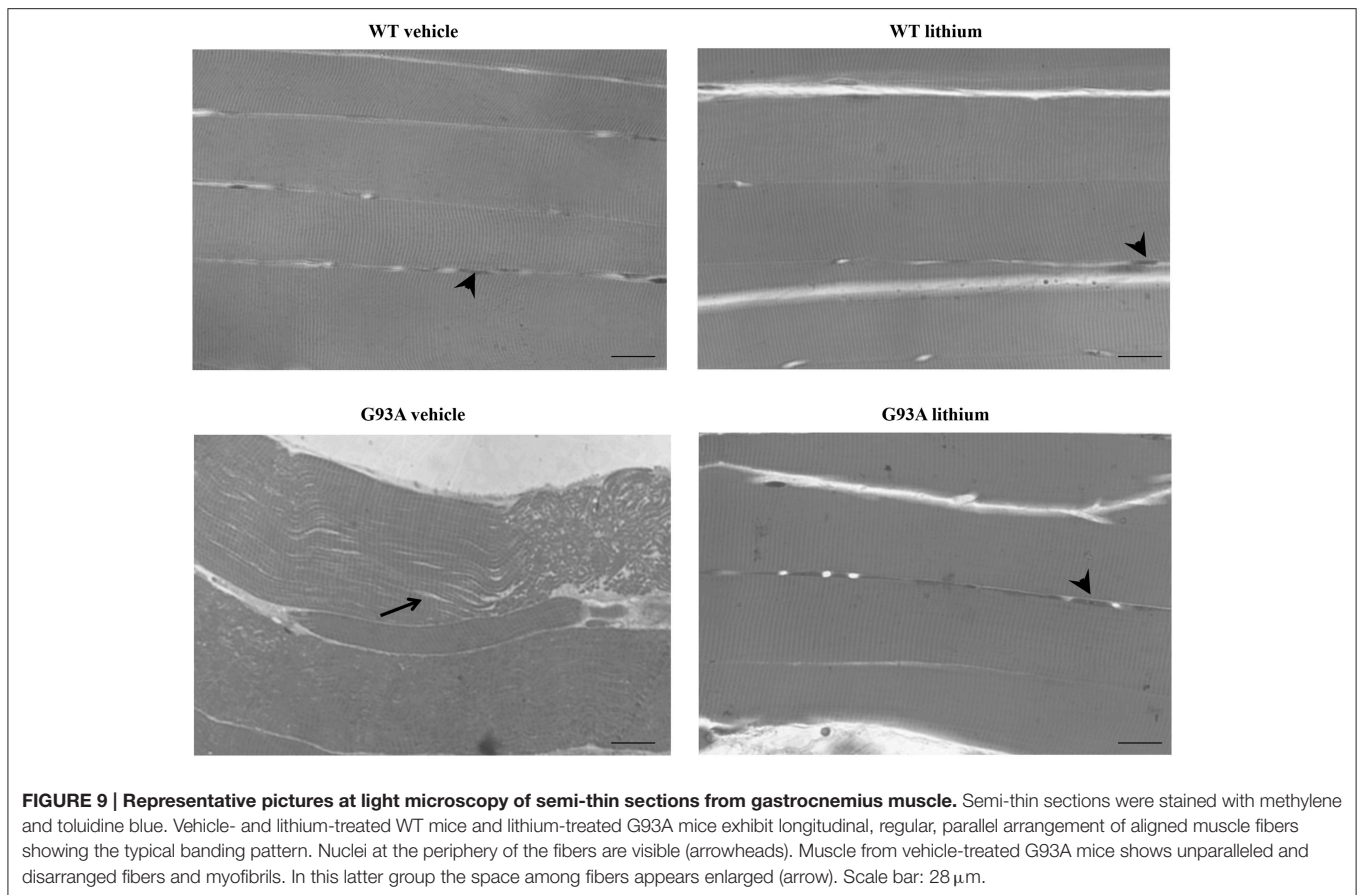 WT vehicle
WT lithium
G93A vehicle
G93A lithium
FIGURE 9 | Representative pictures at light microscopy of semi-thin sections from gastrocnemius muscle. Semi-thin sections were stained with methylene
and toluidine blue. Vehicle- and lithium-treated WT mice and lithium-treated G93A mice exhibit longitudinal, regular, parallel arrangement of aligned muscle fibers
showing the typical banding pattern. Nuclei at the periphery of the fibers are visible (arrowheads). Muscle from vehicle-treated G93A mice shows unparalleled and
disarranged fibers and myofibrils. In this latter group the space among fibers appears enlarged (arrow). Scale bar: 28 μm.